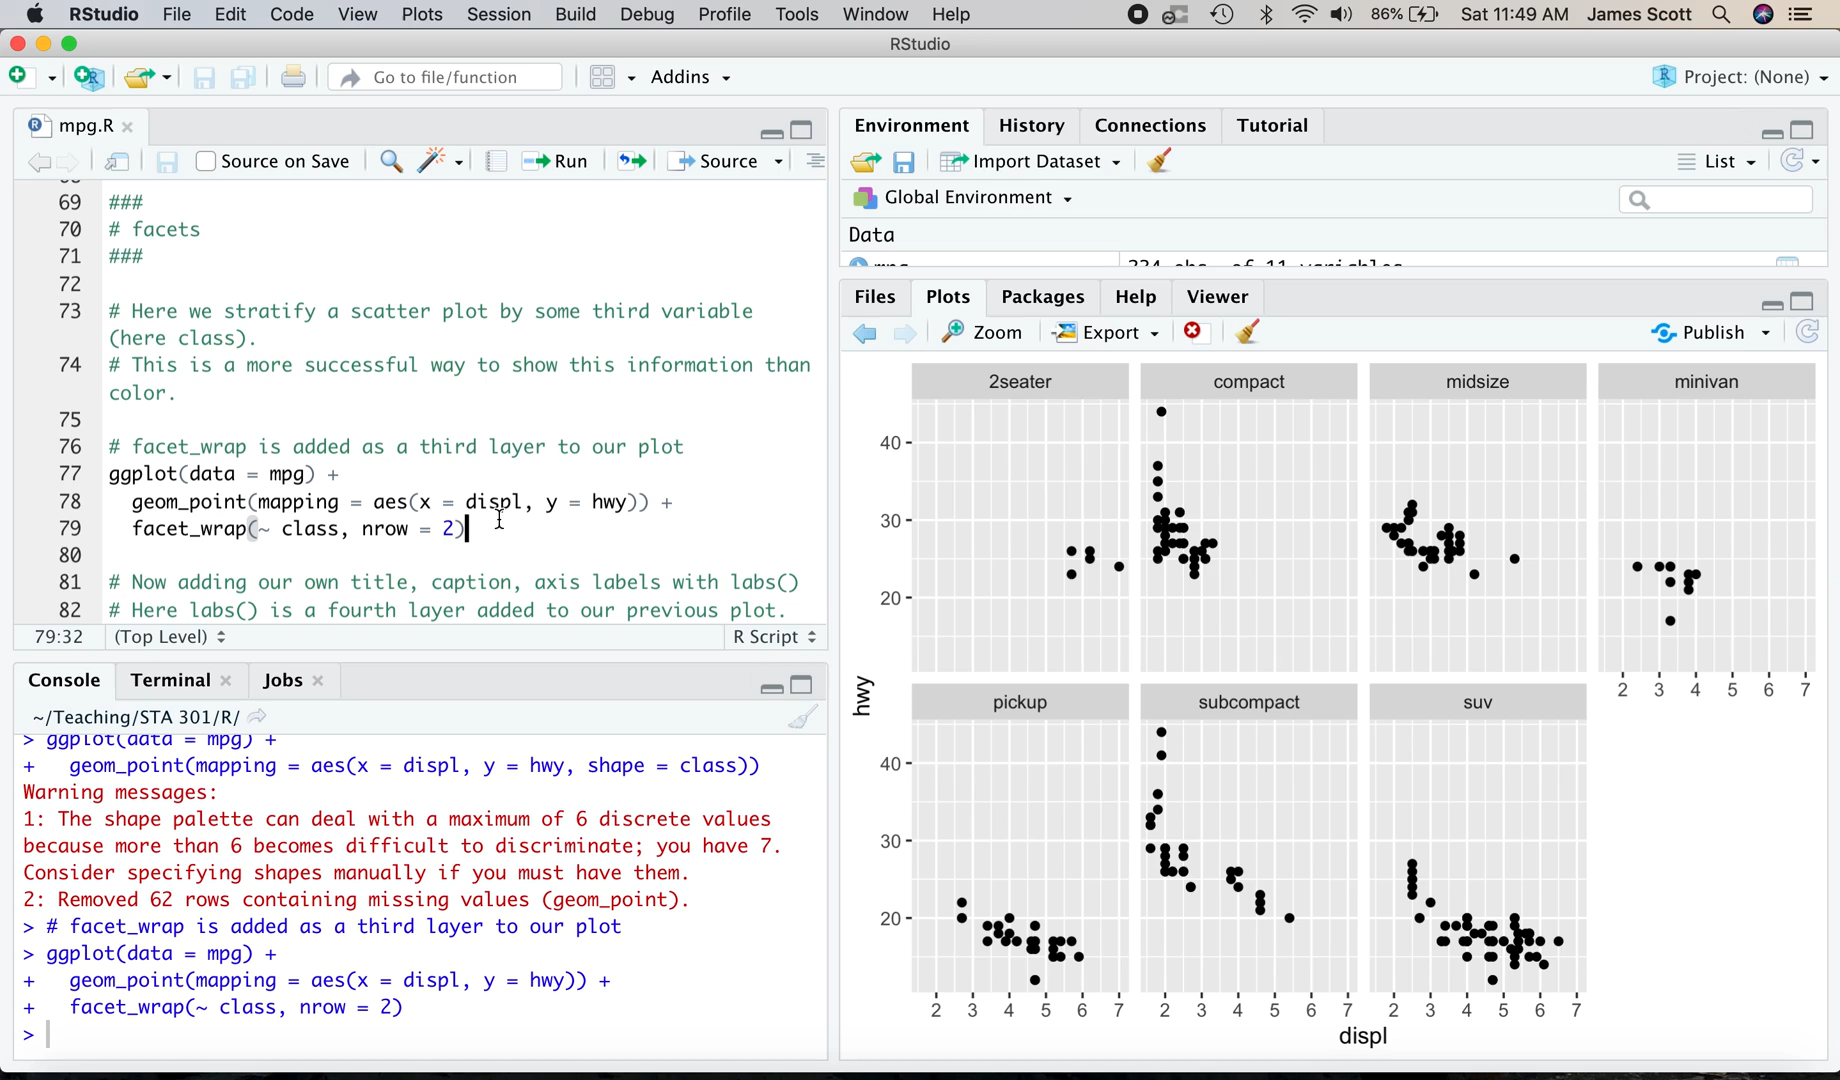 RStudio File Edit Code View Plots Session Build Debug Profile Tools Window Help 86% Sat 11:49 AM James Scott
RStudio
Go to file/function Addins Project: (None)
mpg.R
Source on Save Run Source
69 ###
70 # facets
71 ###
72
73 # Here we stratify a scatter plot by some third variable
(here class).
74 # This is a more successful way to show this information than
color.
75
76 # facet_wrap is added as a third layer to our plot
77 ggplot(data = mpg) +
78 geom_point(mapping = aes(x = displ, y = hwy)) +
79 facet_wrap(~ class, nrow = 2)
80
81 # Now adding our own title, caption, axis labels with labs()
82 # Here labs() is a fourth layer added to our previous plot.
79:32 (Top Level) R Script
Console Terminal Jobs
~/Teaching/STA 301/R/
> ggplot(data = mpg) +
+ geom_point(mapping = aes(x = displ, y = hwy, shape = class))
Warning messages:
1: The shape palette can deal with a maximum of 6 discrete values
because more than 6 becomes difficult to discriminate; you have 7.
Consider specifying shapes manually if you must have them.
2: Removed 62 rows containing missing values (geom_point).
> # facet_wrap is added as a third layer to our plot
> ggplot(data = mpg) +
+ geom_point(mapping = aes(x = displ, y = hwy)) +
+ facet_wrap(~ class, nrow = 2)
>
Environment History Connections Tutorial
Import Dataset List
Global Environment
Data
Files Plots Packages Help Viewer
Zoom Export Publish
2seater compact midsize minivan
40
30
20
2 3 4 5 6 7
hwy
pickup subcompact suv
40
30
20
2 3 4 5 6 7 2 3 4 5 6 7 2 3 4 5 6 7
displ